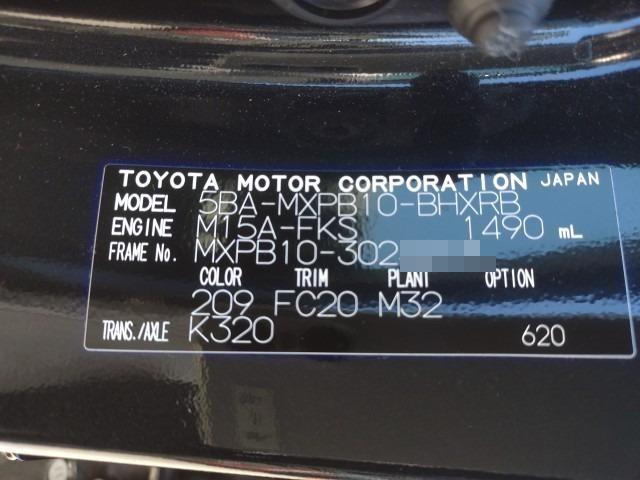 TOYOTA MOTOR CORPORATION JAPAN
MODEL 5BA-MXPB10-BHXRB
ENGINE M15A-FKS 1490 mL
FRAME No. MXPB10-302
COLOR TRIM PLANT OPTION
209 FC20 M32
TRANS./AXLE K320 620